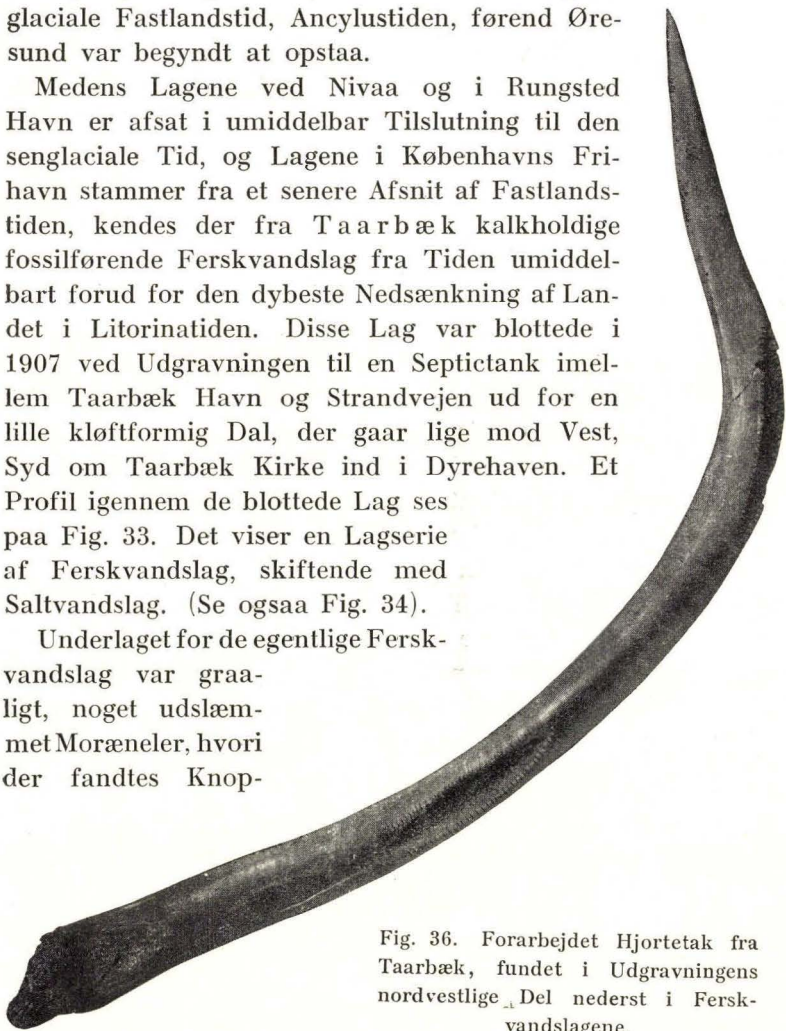 glaciale Fastlandstid, Ancylustiden, førend Øre-
sund var begyndt at opstaa.
Medens Lagene ved Nivaa og i Rungsted
Havn er afsat i umiddelbar Tilslutning til den
senglaciale Tid, og Lagene i Københavns Fri-
havn stammer fra et senere Afsnit af Fastlands-
tiden, kendes der fra Taarbæk kalkholdige
fossilførende Ferskvandslag fra Tiden umiddel-
bart forud for den dybeste Nedsænkning af Lan-
det i Litorinatiden. Disse Lag var blottede i
1907 ved Udgravningen til en Septictank imel-
lem Taarbæk Havn og Strandvejen ud for en
lille kløftformig Dal, der gaar lige mod Vest,
Syd om Taarbæk Kirke ind i Dyrehaven. Et
Profil igennem de blottede Lag ses
paa Fig. 33. Det viser en Lagserie
af Ferskvandslag, skiftende med
Saltvandslag. (Se ogsaa Fig. 34).
Underlaget for de egentlige Fersk-
vandslag var graa-
ligt, noget udslæm-
met Moræneler, hvori
der fandtes Knop-
Fig. 36. Forarbejdet Hjortetak fra
Taarbæk, fundet i Udgravningens
nordvestlige Del nederst i Fersk-
vandslagene